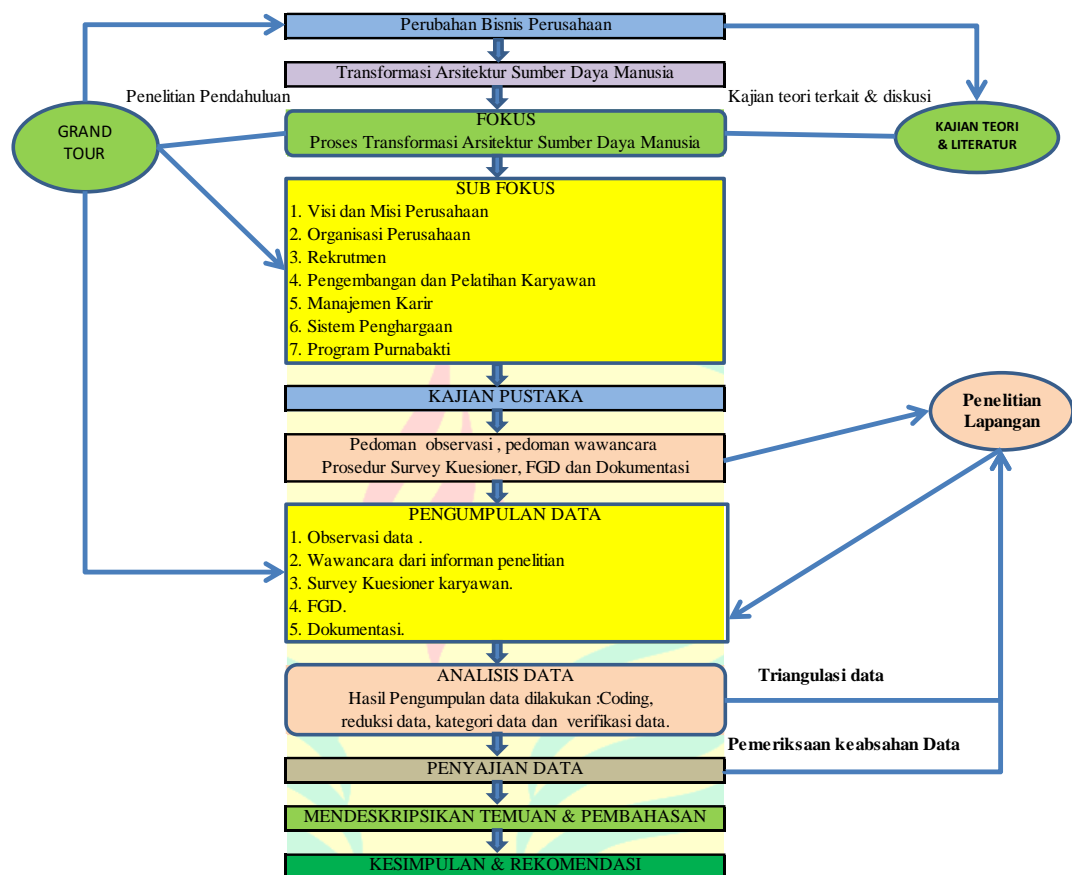 Perubahan Bisnis Perusahaan
Transformasi Arsitektur Sumber Daya Manusia
Penelitian Pendahuluan
Kajian teori terkait & diskusi
GRAND
TOUR
FOKUS
Proses Transformasi Arsitektur Sumber Daya Manusia
KAJIAN TEORI
& LITERATUR
SUB FOKUS
1. Visi dan Misi Perusahaan
2. Organisasi Perusahaan
3. Rekrutmen
4. Pengembangan dan Pelatihan Karyawan
5. Manajemen Karir
6. Sistem Penghargaan
7. Program Purnabakti
KAJIAN PUSTAKA
Penelitian
Lapangan
Pedoman observasi , pedoman wawancara
Prosedur Survey Kuesioner, FGD dan Dokumentasi
PENGUMPULAN DATA
1. Observasi data .
2. Wawancara dari informan penelitian
3. Survey Kuesioner karyawan.
4. FGD.
5. Dokumentasi.
ANALISIS DATA
Hasil Pengumpulan data dilakukan :Coding,
reduksi data, kategori data dan verifikasi data.
Triangulasi data
Pemeriksaan keabsahan Data
PENYAJIAN DATA
MENDESKRIPSIKAN TEMUAN & PEMBAHASAN
KESIMPULAN & REKOMENDASI